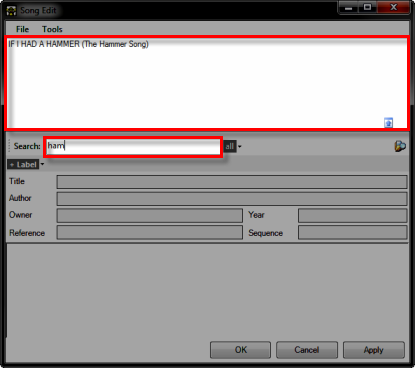 Song Edit
File Tools
IF I HAD A HAMMER (The Hammer Song)
Search: ham all
Label
Title
Author
Owner Year
Reference Sequence
OK Cancel Apply